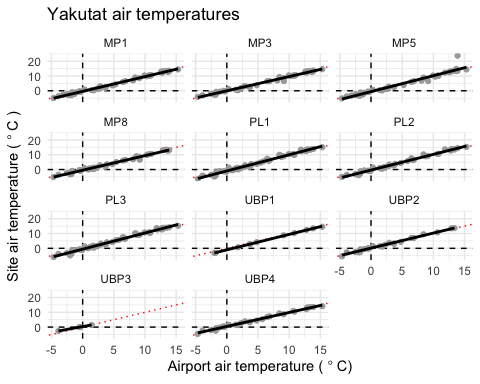 Yakutat air temperatures
MP1 MP3 MP5
20
10
0
MP8 PL1 PL2
20
10
0
PL3 UBP1 UBP2
20
10
0
-5 0 5 10 15
UBP3 UBP4
20
10
0
-5 0 5 10 15 -5 0 5 10 15
Site air temperature ( °C )
Airport air temperature ( °C )